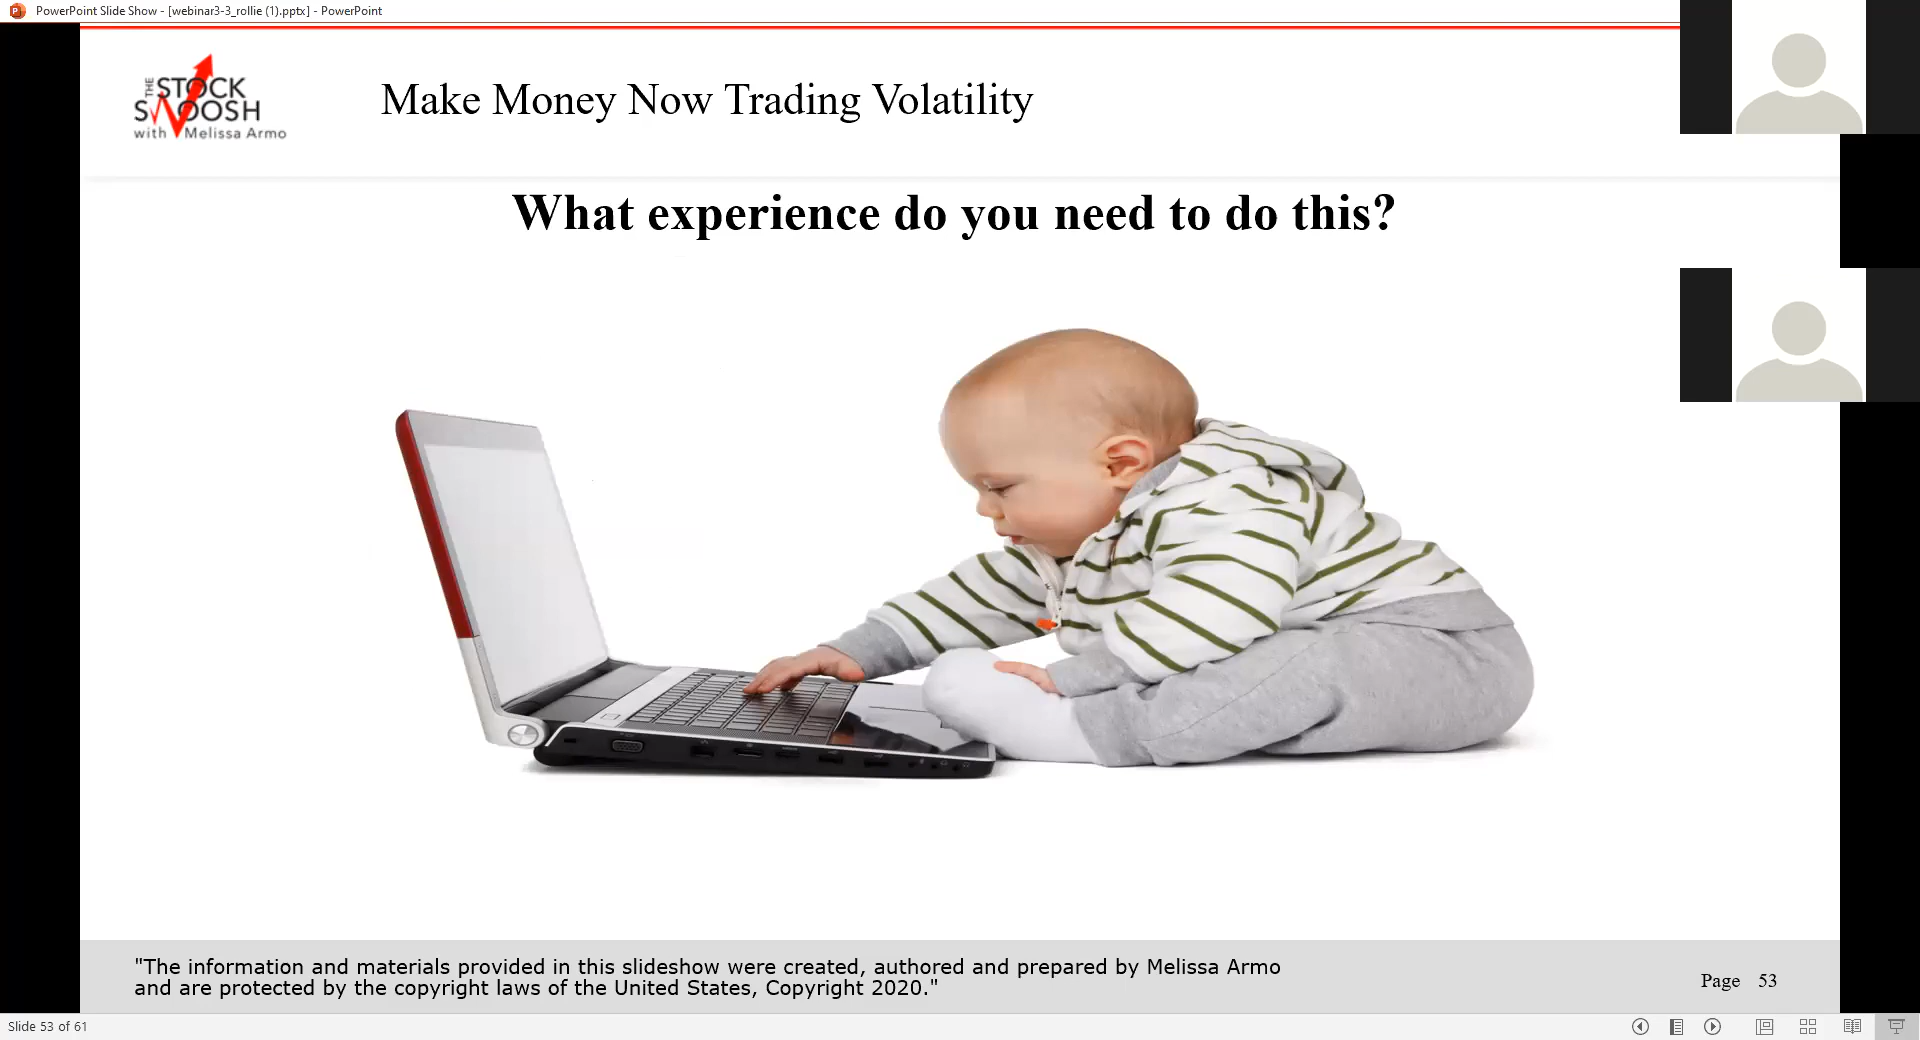 PowerPoint Slide Show - [webinar3-3_rollie (1).pptx] - PowerPoint
THE
STOCK
SWOOSH
with Melissa Armo
Make Money Now Trading Volatility
What experience do you need to do this?
"The information and materials provided in this slideshow were created, authored and prepared by Melissa Armo
and are protected by the copyright laws of the United States, Copyright 2020."
Page 53
Slide 53 of 61